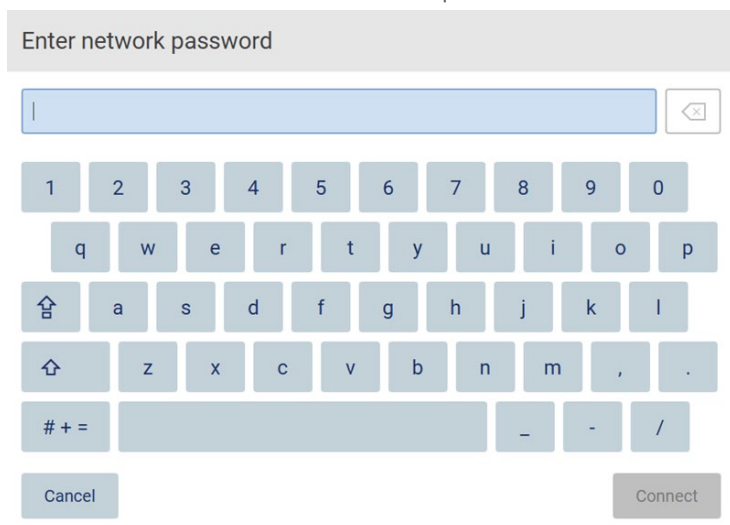 Enter network password
1 2 3 4 5 6 7 8 9 0
q w e r t y u i o p
a s d f g h j k l
z x c v b n m , .
# + = _ - /
Cancel Connect